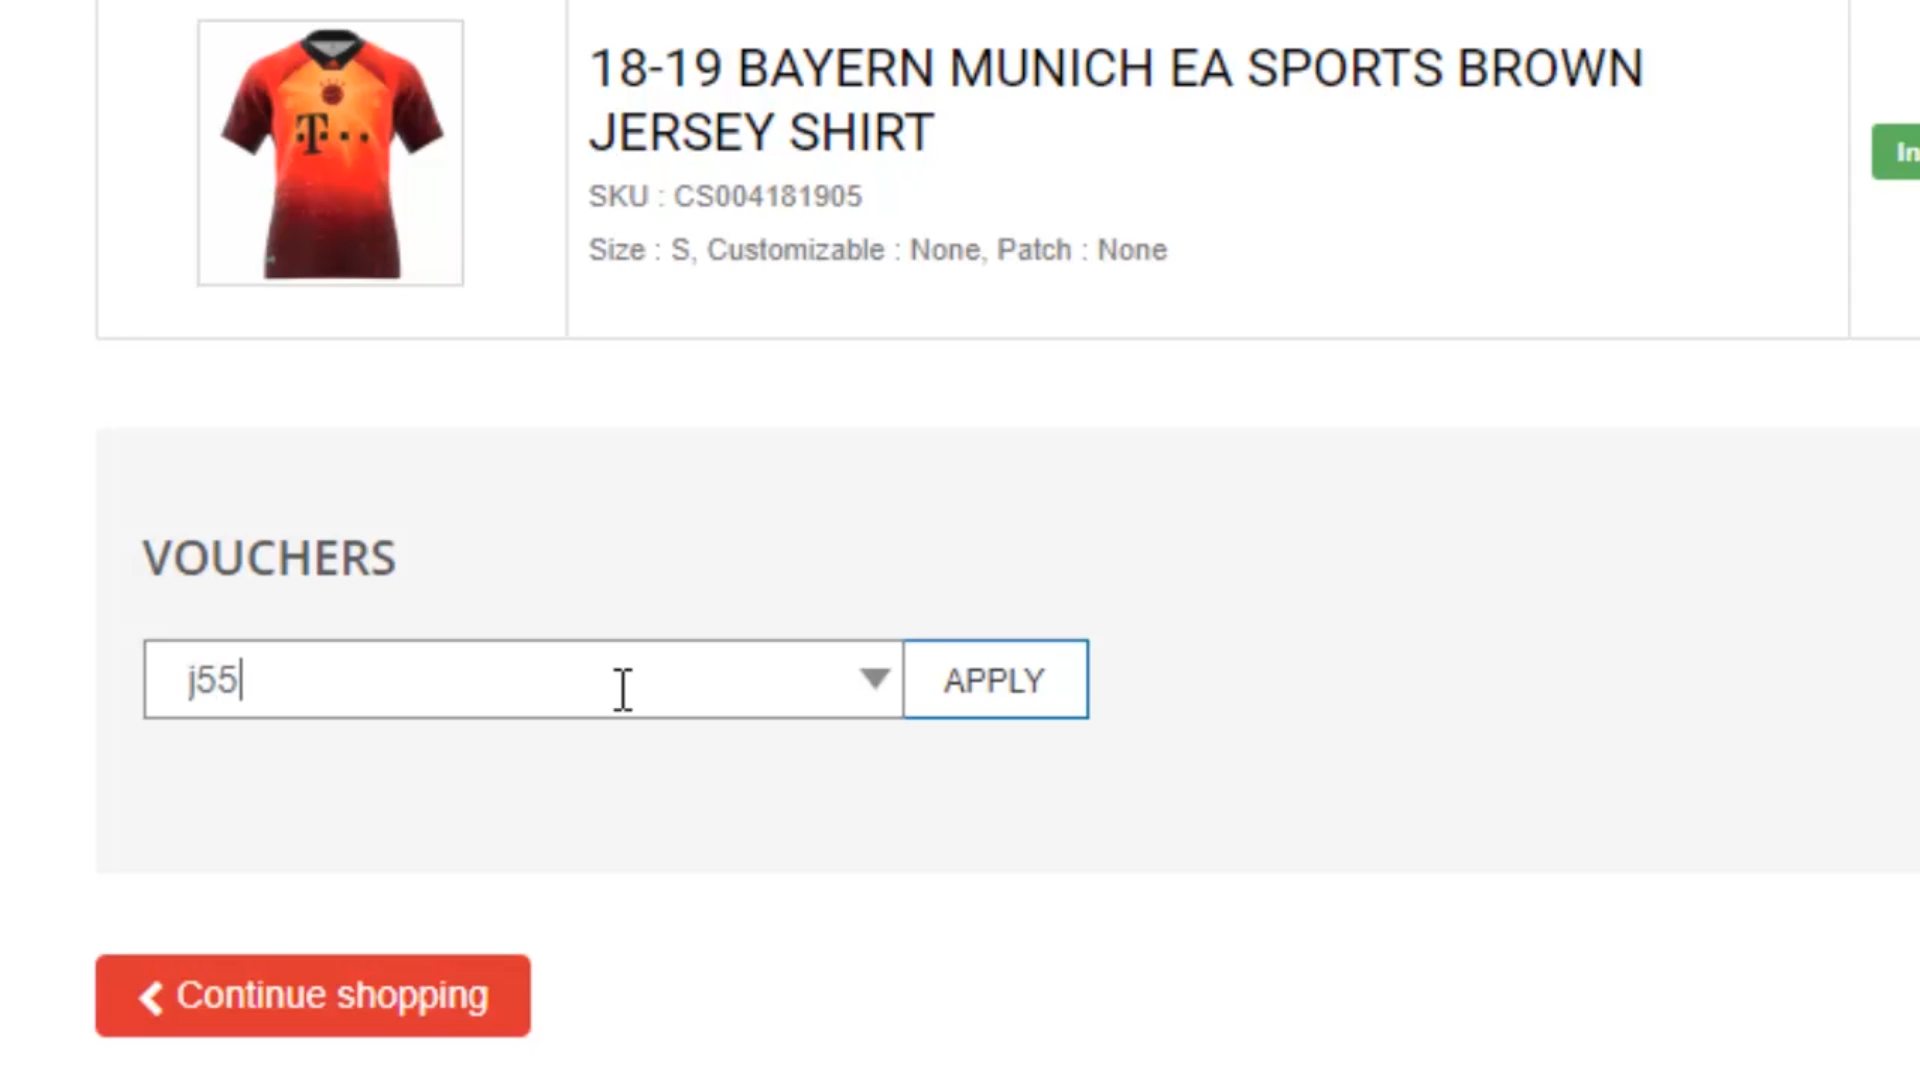 18-19 BAYERN MUNICH EA SPORTS BROWN
JERSEY SHIRT
SKU : CS004181905
Size : S, Customizable : None, Patch : None
In
T
VOUCHERS
j55
APPLY
Continue shopping